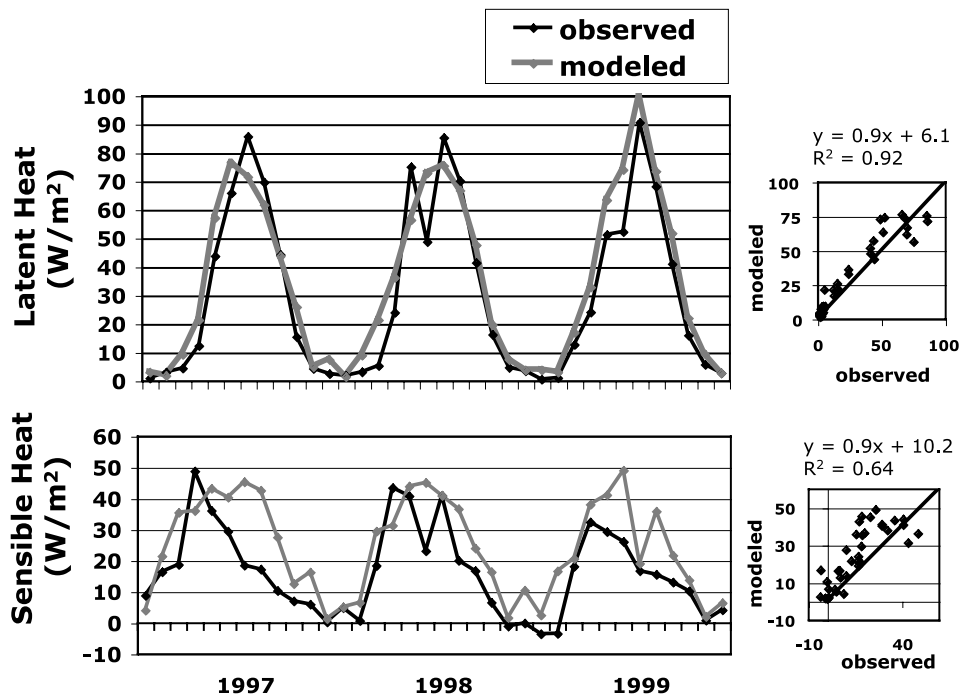 observed
modeled
Latent Heat
(W/m²)
100
90
80
70
60
50
40
30
20
10
0
y = 0.9x + 6.1
R² = 0.92
100
75
50
25
0
modeled
0 50 100
observed
Sensible Heat
(W/m²)
60
50
40
30
20
10
0
-10
1997 1998 1999
y = 0.9x + 10.2
R² = 0.64
50
30
10
-10
modeled
-10 40
observed